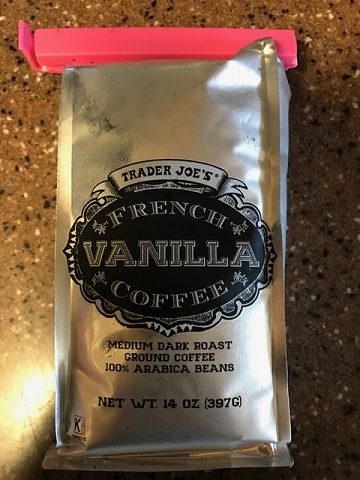 TRADER JOE'S®
FRENCH
VANILLA
COFFEE
MEDIUM DARK ROAST
GROUND COFFEE
100% ARABICA BEANS
NET WT. 14 OZ (397G)
K